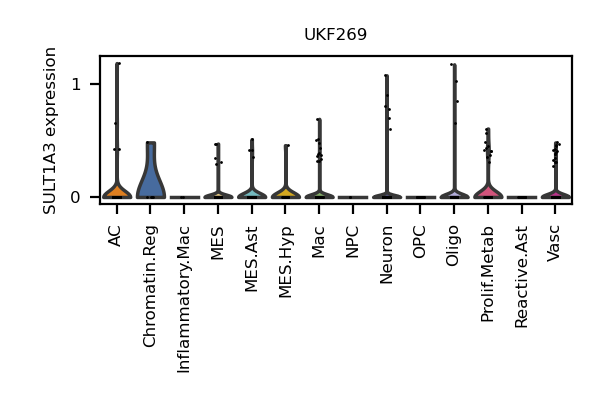 UKF269
SULT1A3 expression
1
0
AC
Chromatin.Reg
Inflammatory.Mac
MES
MES.Ast
MES.Hyp
Mac
NPC
Neuron
OPC
Oligo
Prolif.Metab
Reactive.Ast
Vasc